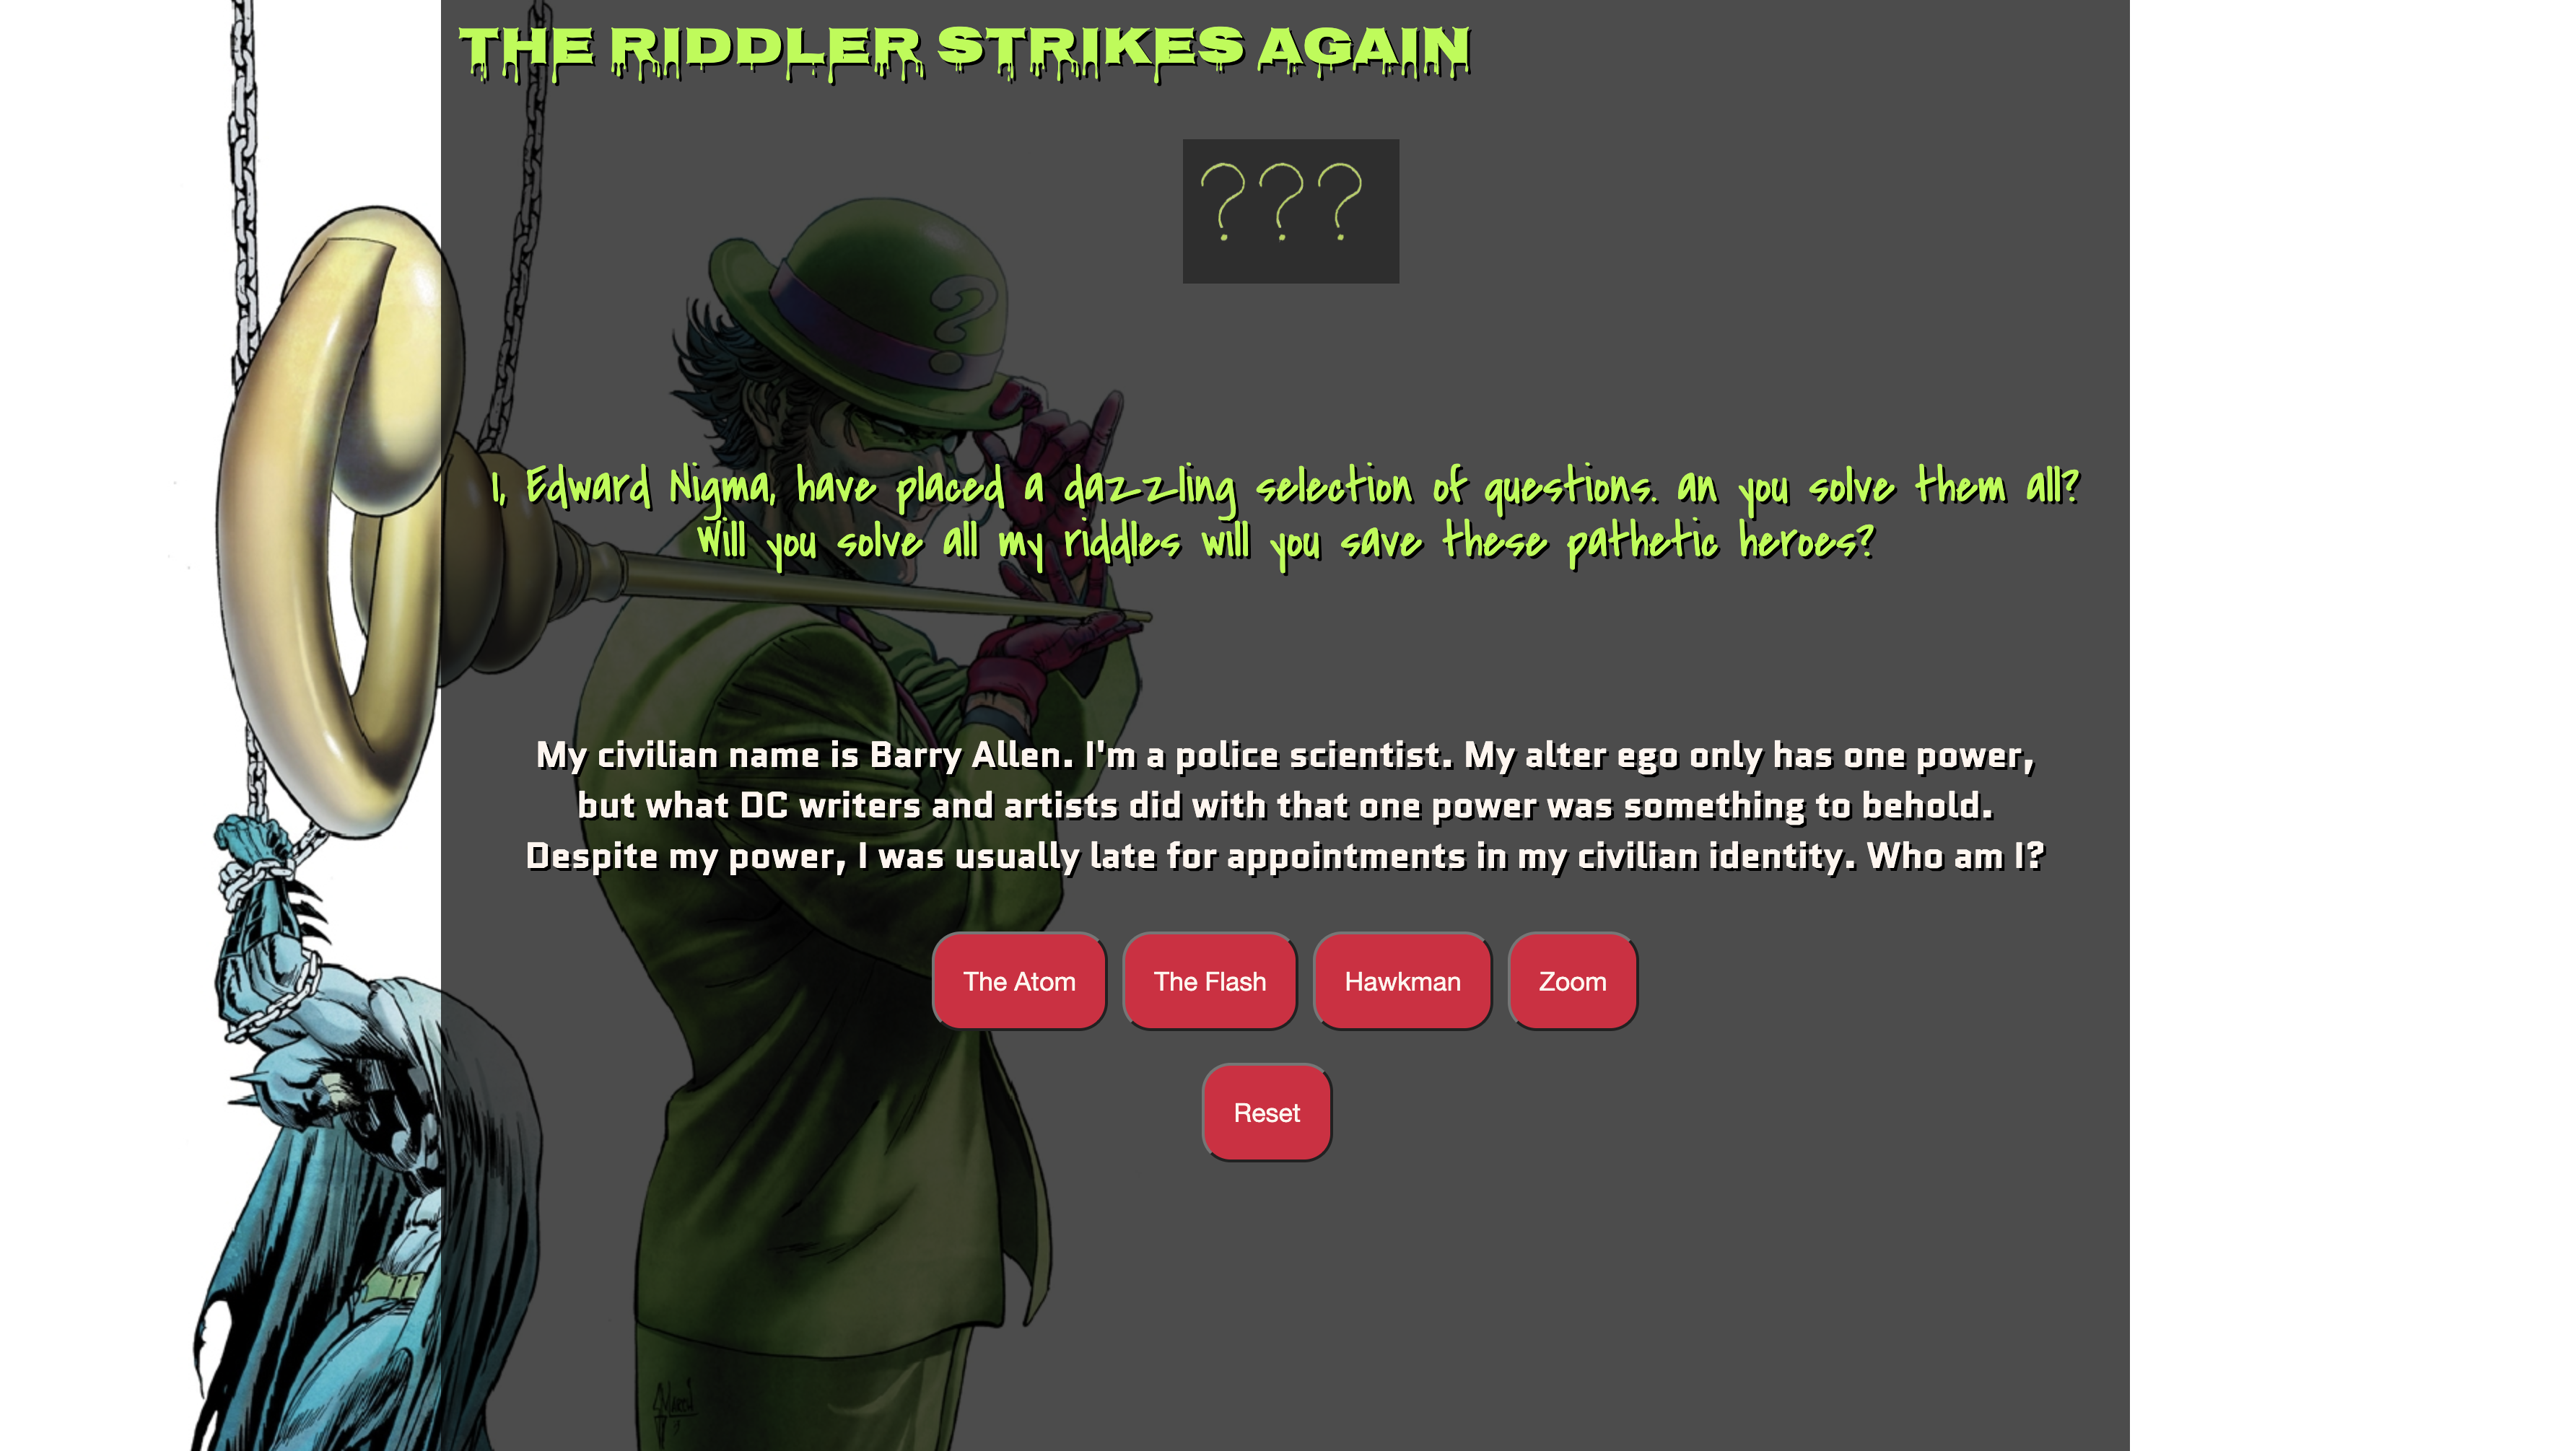 THE RIDDLER STRIKES AGAIN
???
I, Edward Nigma, have placed a dazzling selection of questions. an you solve them all?
Will you solve all my riddles will you save these pathetic heroes?
My civilian name is Barry Allen. I'm a police scientist. My alter ego only has one power,
but what DC writers and artists did with that one power was something to behold.
Despite my power, I was usually late for appointments in my civilian identity. Who am I?
The Atom
The Flash
Hawkman
Zoom
Reset